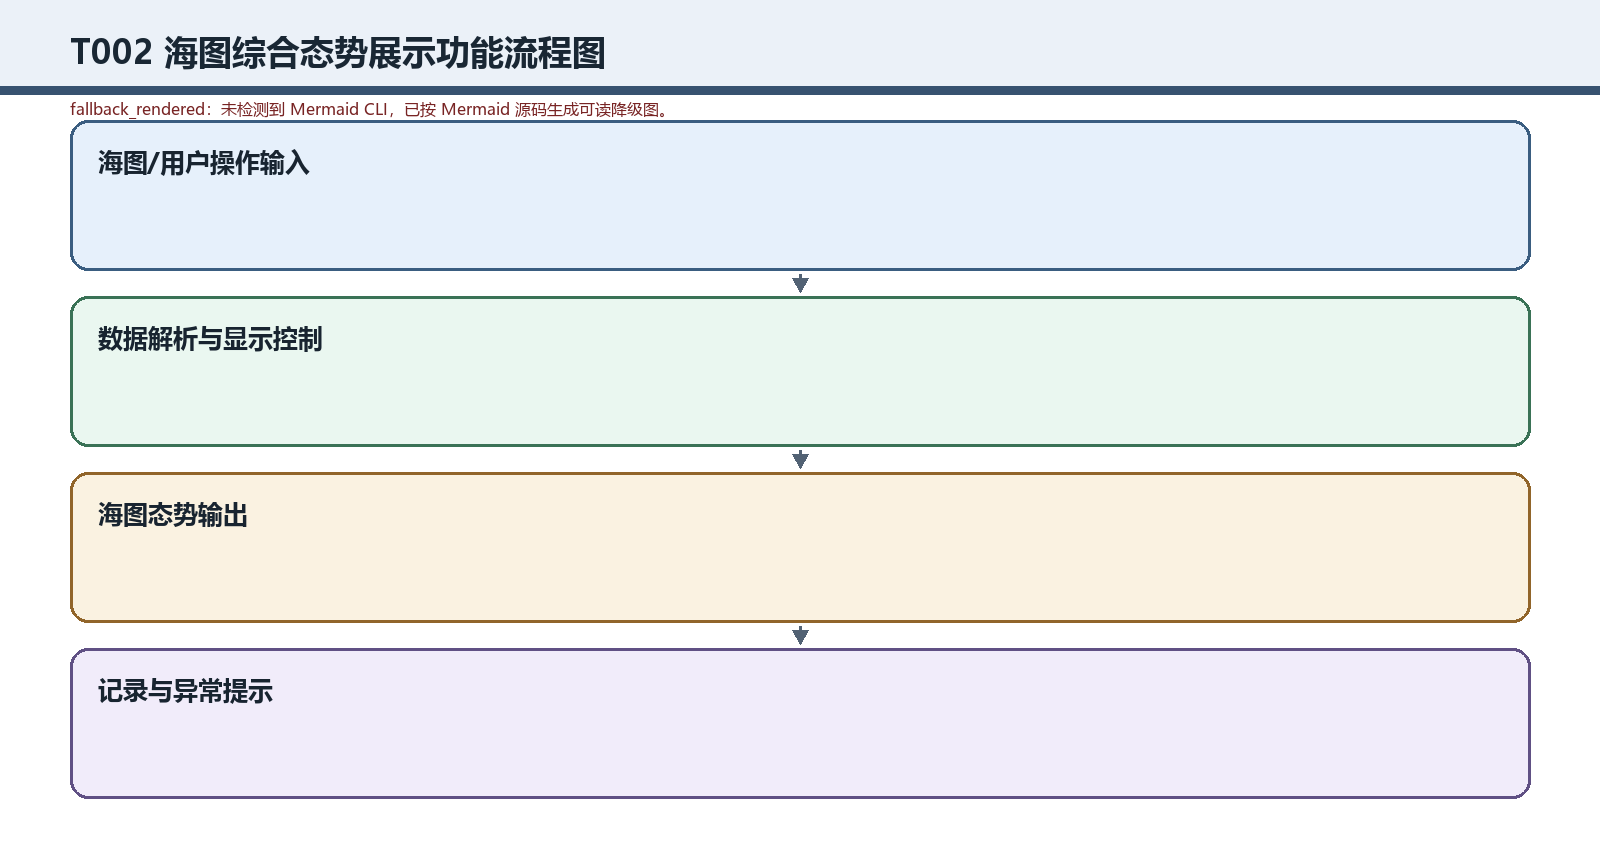 T002 海图综合态势展示功能流程图
fallback_rendered：未检测到 Mermaid CLI，已按 Mermaid 源码生成可读降级图。
海图/用户操作输入
数据解析与显示控制
海图态势输出
记录与异常提示